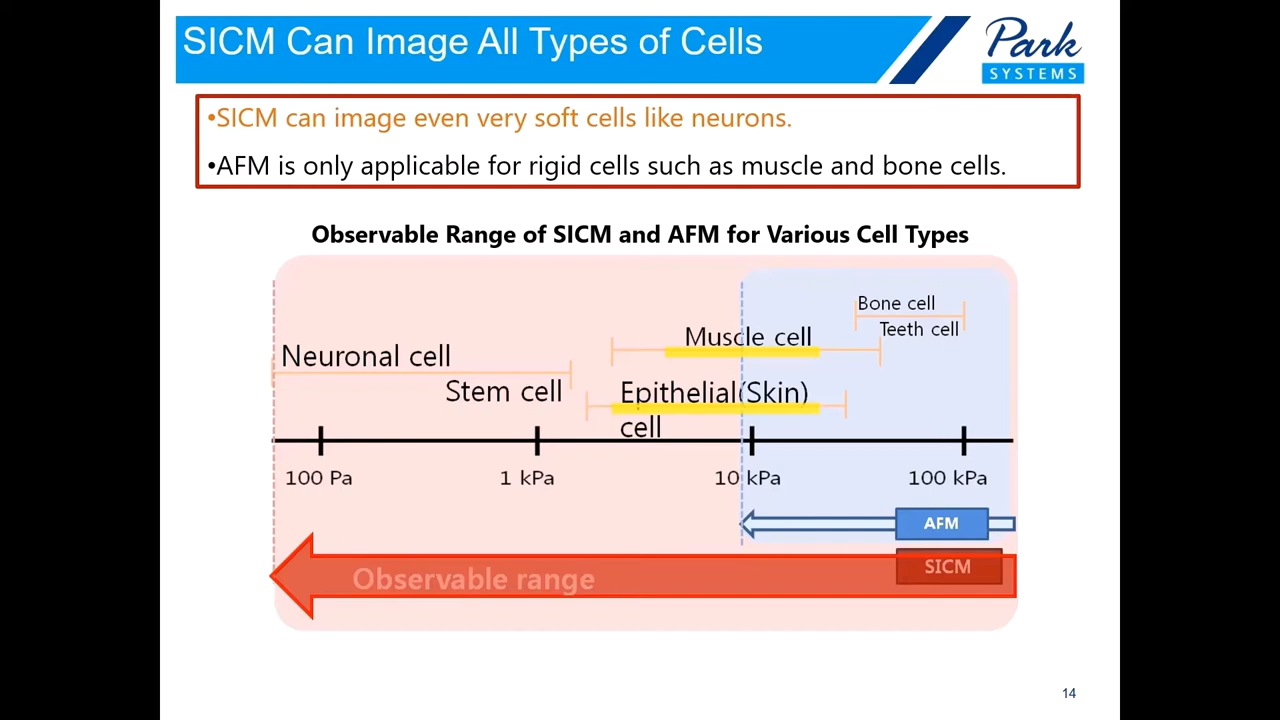 SICM Can Image All Types of Cells
Park
SYSTEMS
•SICM can image even very soft cells like neurons.
•AFM is only applicable for rigid cells such as muscle and bone cells.
Observable Range of SICM and AFM for Various Cell Types
Bone cell
Teeth cell
Muscle cell
Neuronal cell
Stem cell
Epithelial(Skin)
cell
100 Pa
1 kPa
10 kPa
100 kPa
AFM
SICM
Observable range
14